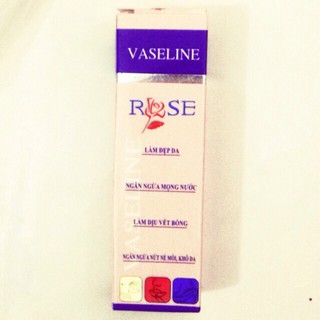 VASELINE
ROSE
LÀM ĐẸP DA
NGĂN NGỪA MỌNG NƯỚC
LÀM DỊU VẾT BỎNG
NGĂN NGỪA NỨT NẺ MÔI, KHÔ DA
VASELINE